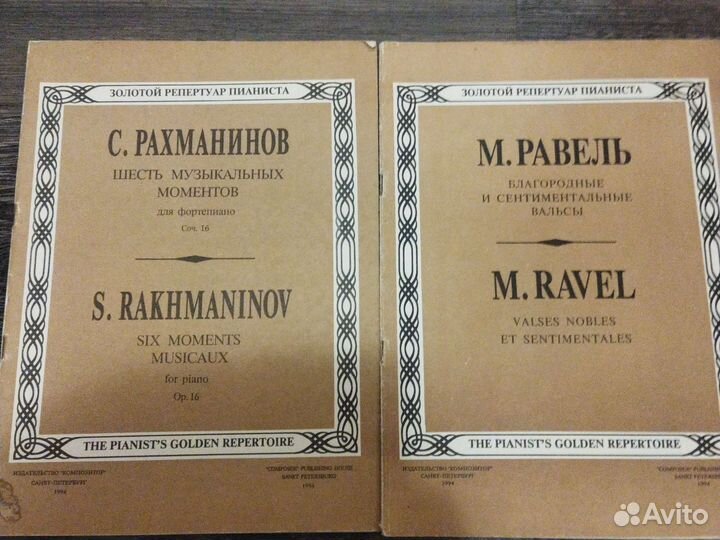 ЗОЛОТОЙ РЕПЕРТУАР ПИАНИСТА
С. РАХМАНИНОВ
ШЕСТЬ МУЗЫКАЛЬНЫХ
МОМЕНТОВ
для фортепиано
Соч. 16
S. RAKHMANINOV
SIX MOMENTS
MUSICAUX
for piano
Op. 16
THE PIANIST'S GOLDEN REPERTOIRE
ИЗДАТЕЛЬСТВО "КОМПОЗИТОР"
САНКТ-ПЕТЕРБУРГ
1994
"COMPOSER" PUBLISHING HOUSE
SANKT PETERBURG
1994
ЗОЛОТОЙ РЕПЕРТУАР ПИАНИСТА
М. РАВЕЛЬ
БЛАГОРОДНЫЕ
И СЕНТИМЕНТАЛЬНЫЕ
ВАЛЬСЫ
M. RAVEL
VALSES NOBLES
ET SENTIMENTALES
THE PIANIST'S GOLDEN REPERTOIRE
ИЗДАТЕЛЬСТВО "КОМПОЗИТОР"
САНКТ-ПЕТЕРБУРГ
1994
"COMPOSER" PUBLISHING
SANKT PETERBURG
1994
Avito